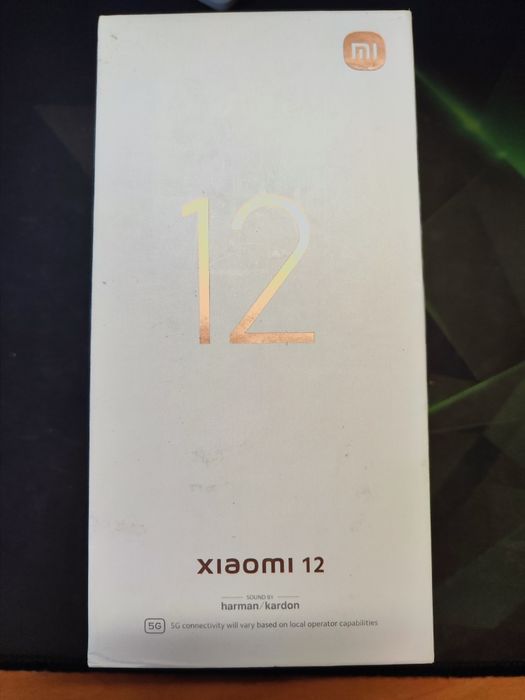 mi
12
xiaomi 12
SOUND BY
harman/kardon
5G 5G connectivity will vary based on local operator capabilities